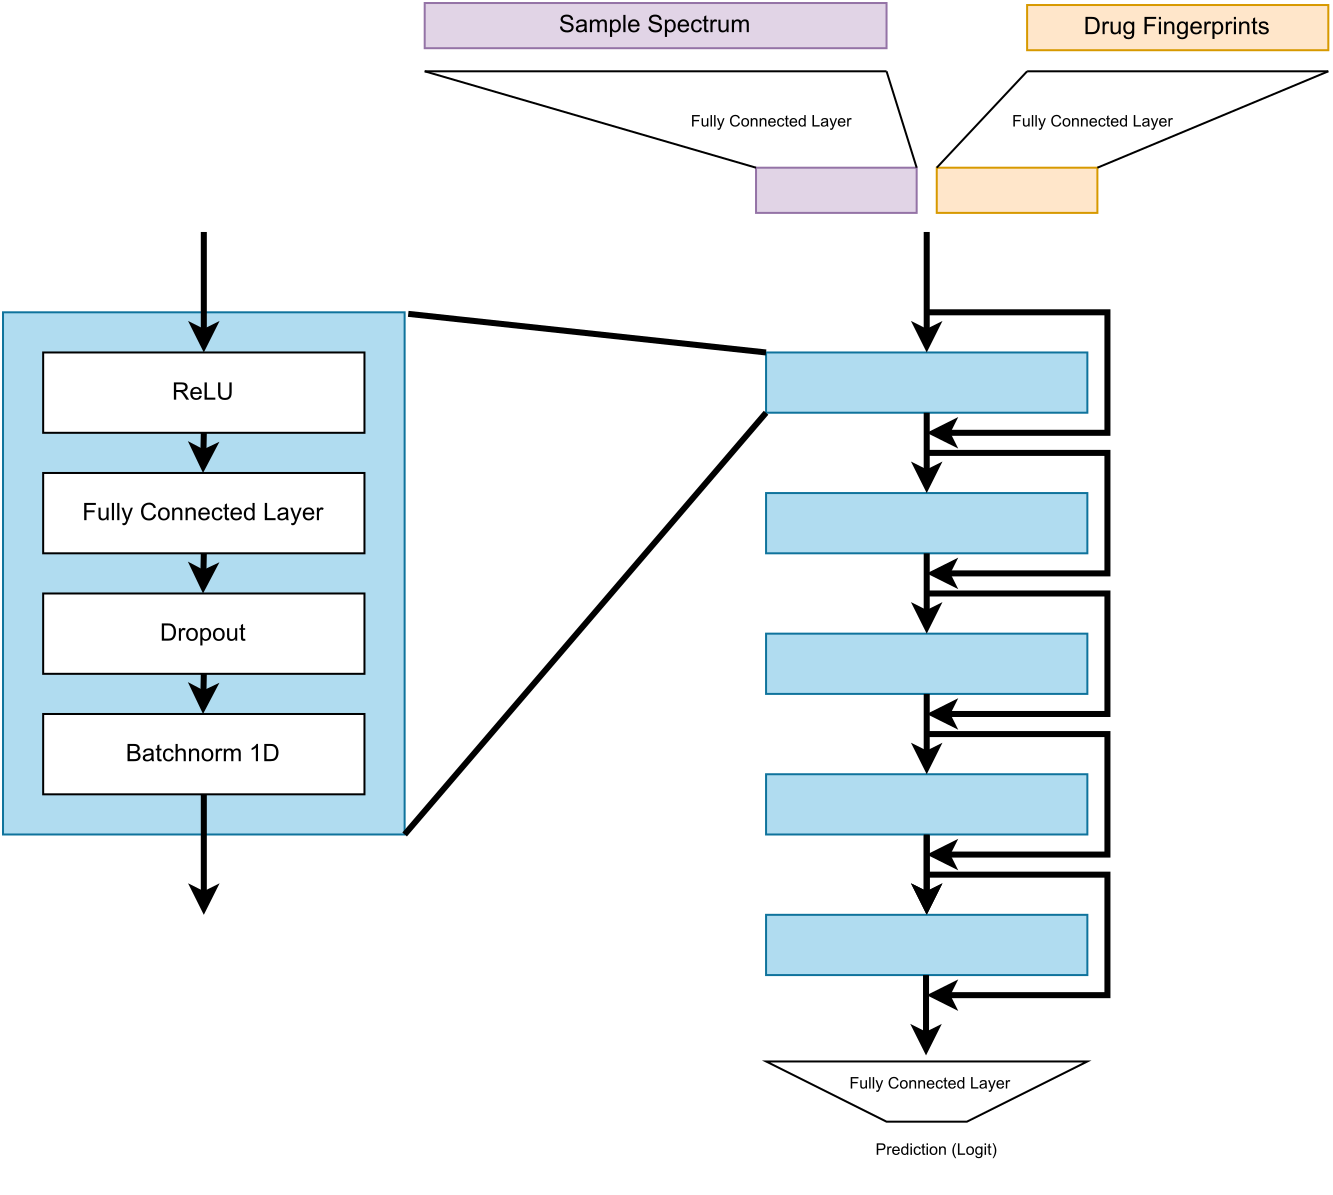 Sample Spectrum
Drug Fingerprints
Fully Connected Layer
Fully Connected Layer
ReLU
Fully Connected Layer
Dropout
Batchnorm 1D
Fully Connected Layer
Prediction (Logit)